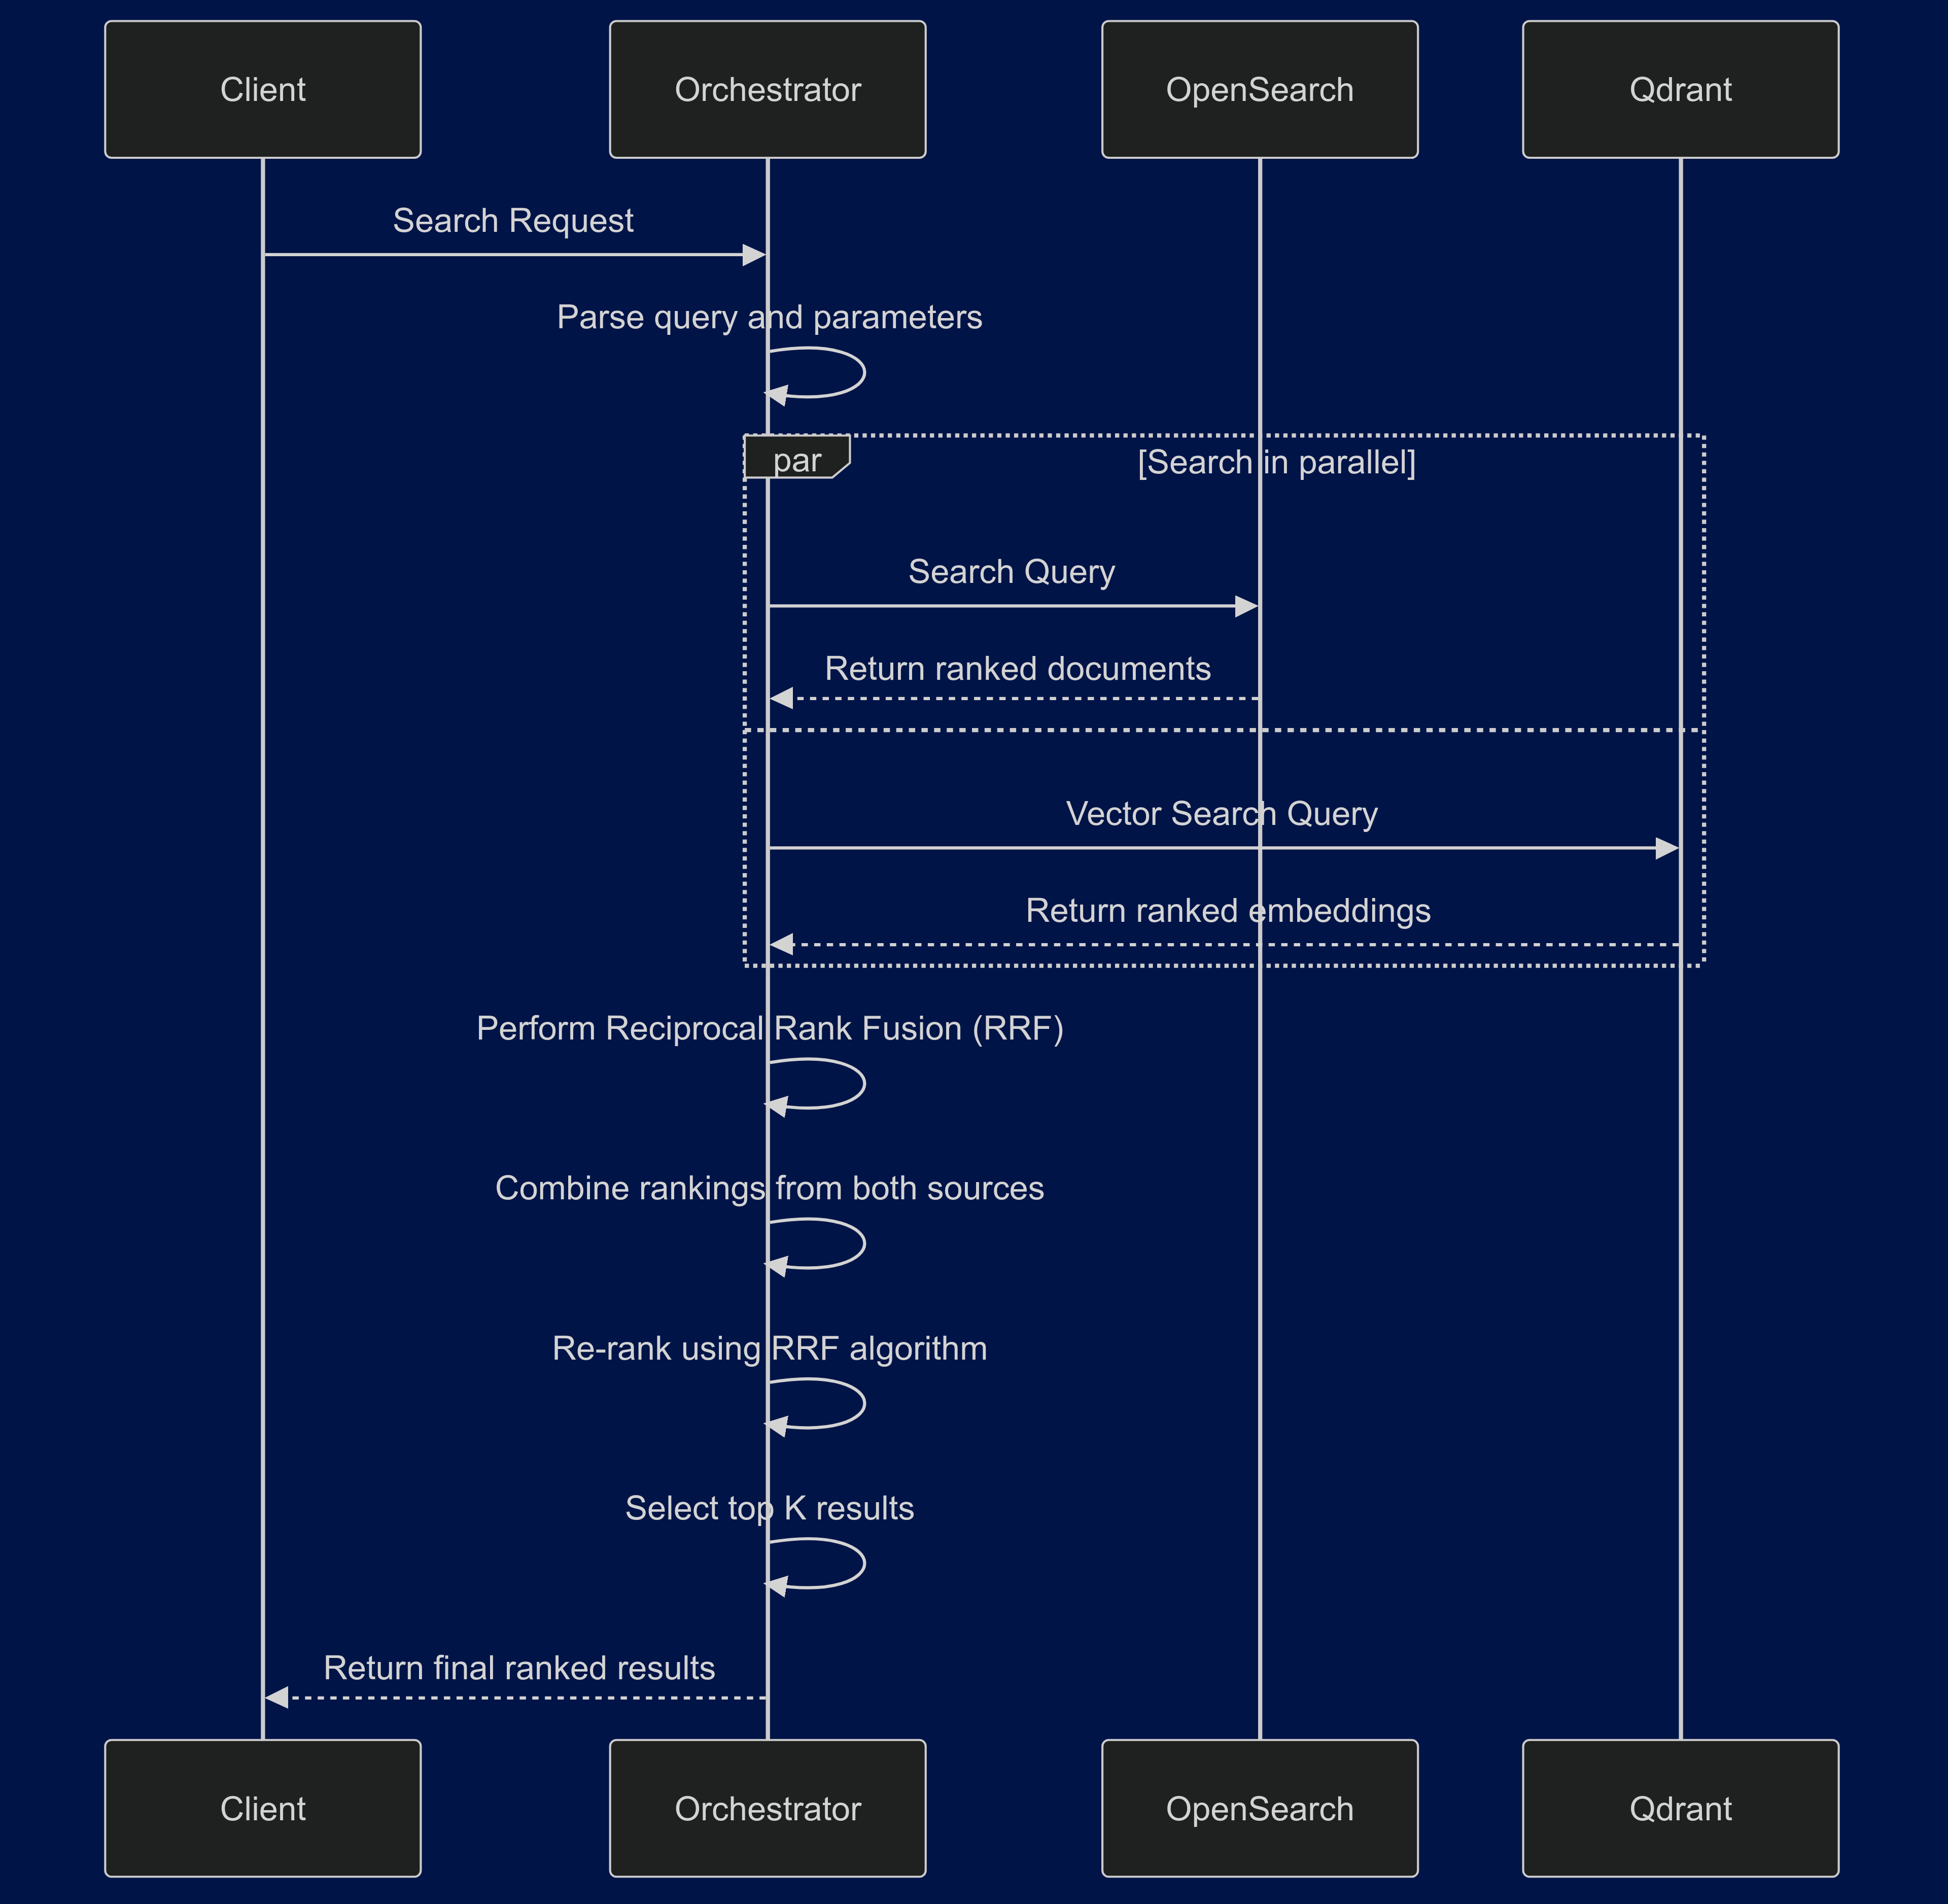 Client
Orchestrator
OpenSearch
Qdrant
Search Request
Parse query and parameters
par
[Search in parallel]
Search Query
Return ranked documents
Vector Search Query
Return ranked embeddings
Perform Reciprocal Rank Fusion (RRF)
Combine rankings from both sources
Re-rank using RRF algorithm
Select top K results
Return final ranked results
Client
Orchestrator
OpenSearch
Qdrant